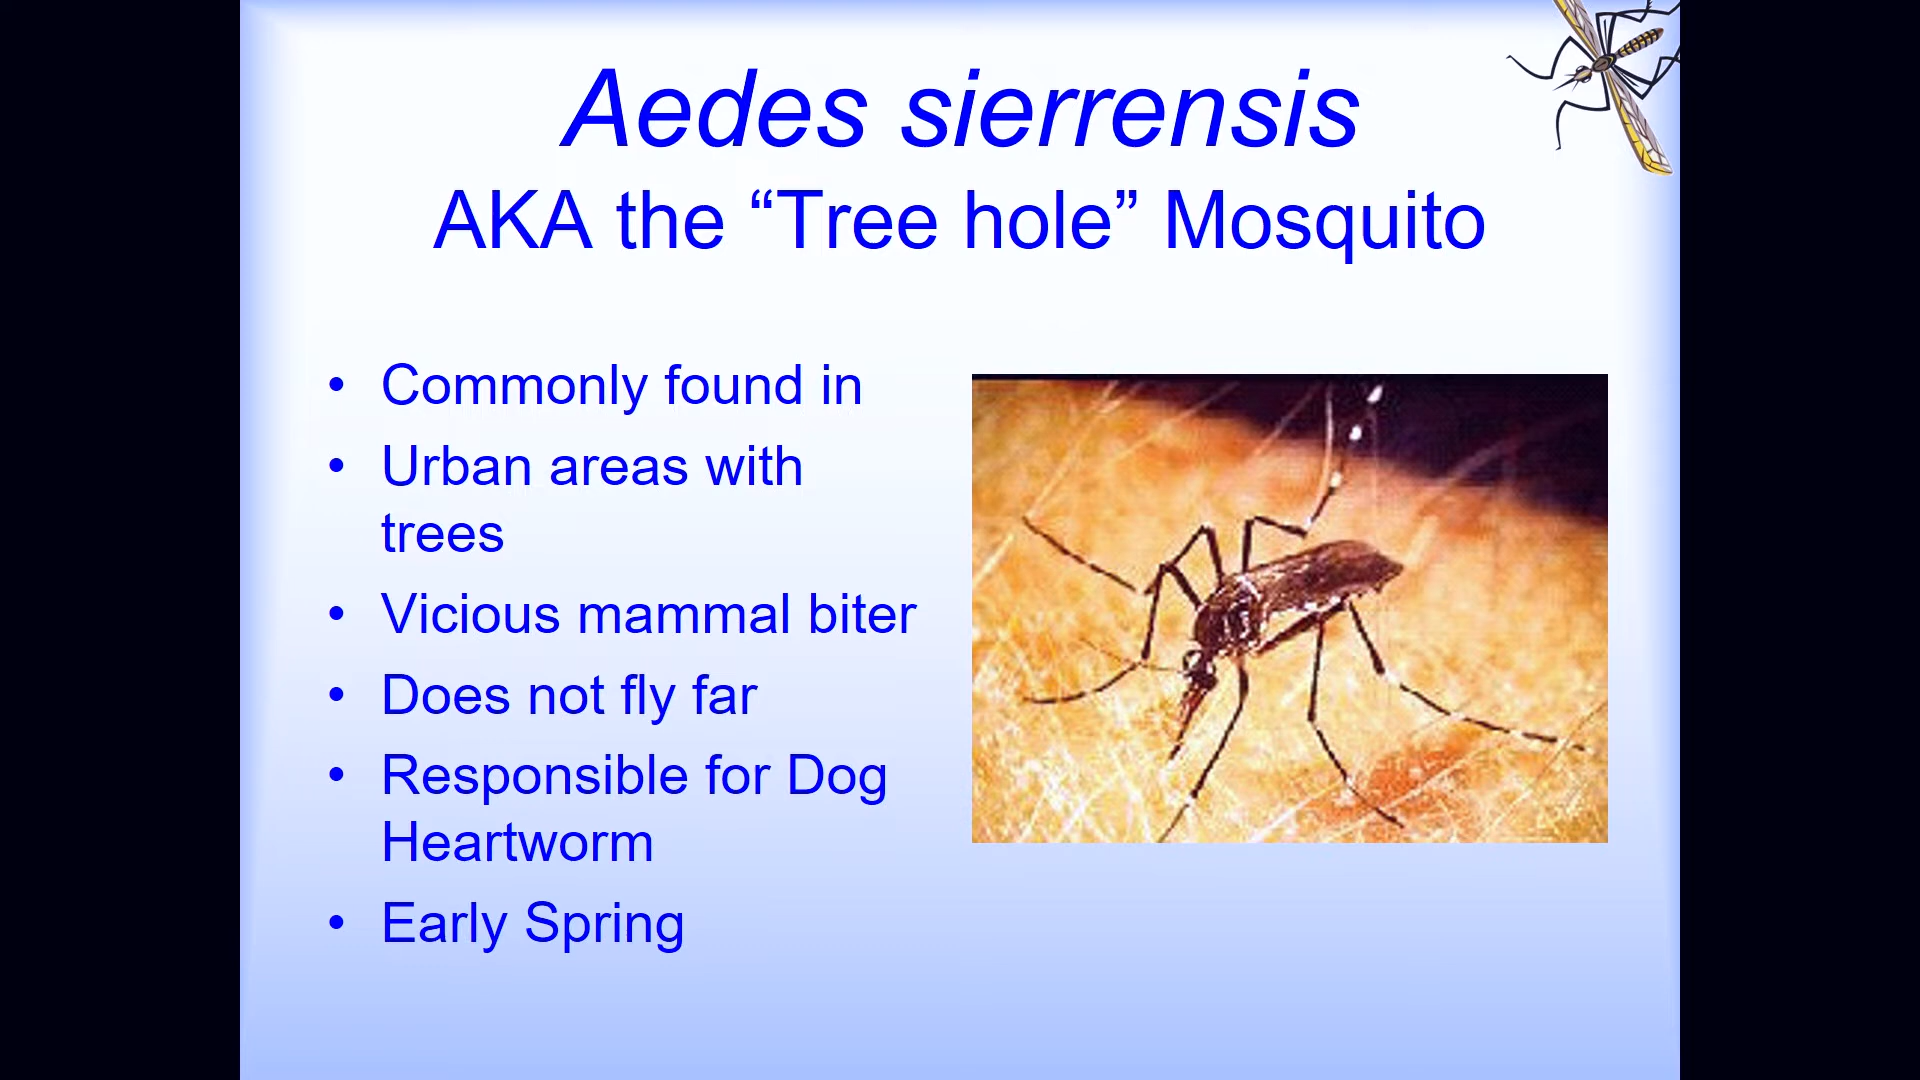 Aedes sierrensis
AKA the “Tree hole” Mosquito
• Commonly found in
• Urban areas with
trees
• Vicious mammal biter
• Does not fly far
• Responsible for Dog
Heartworm
• Early Spring